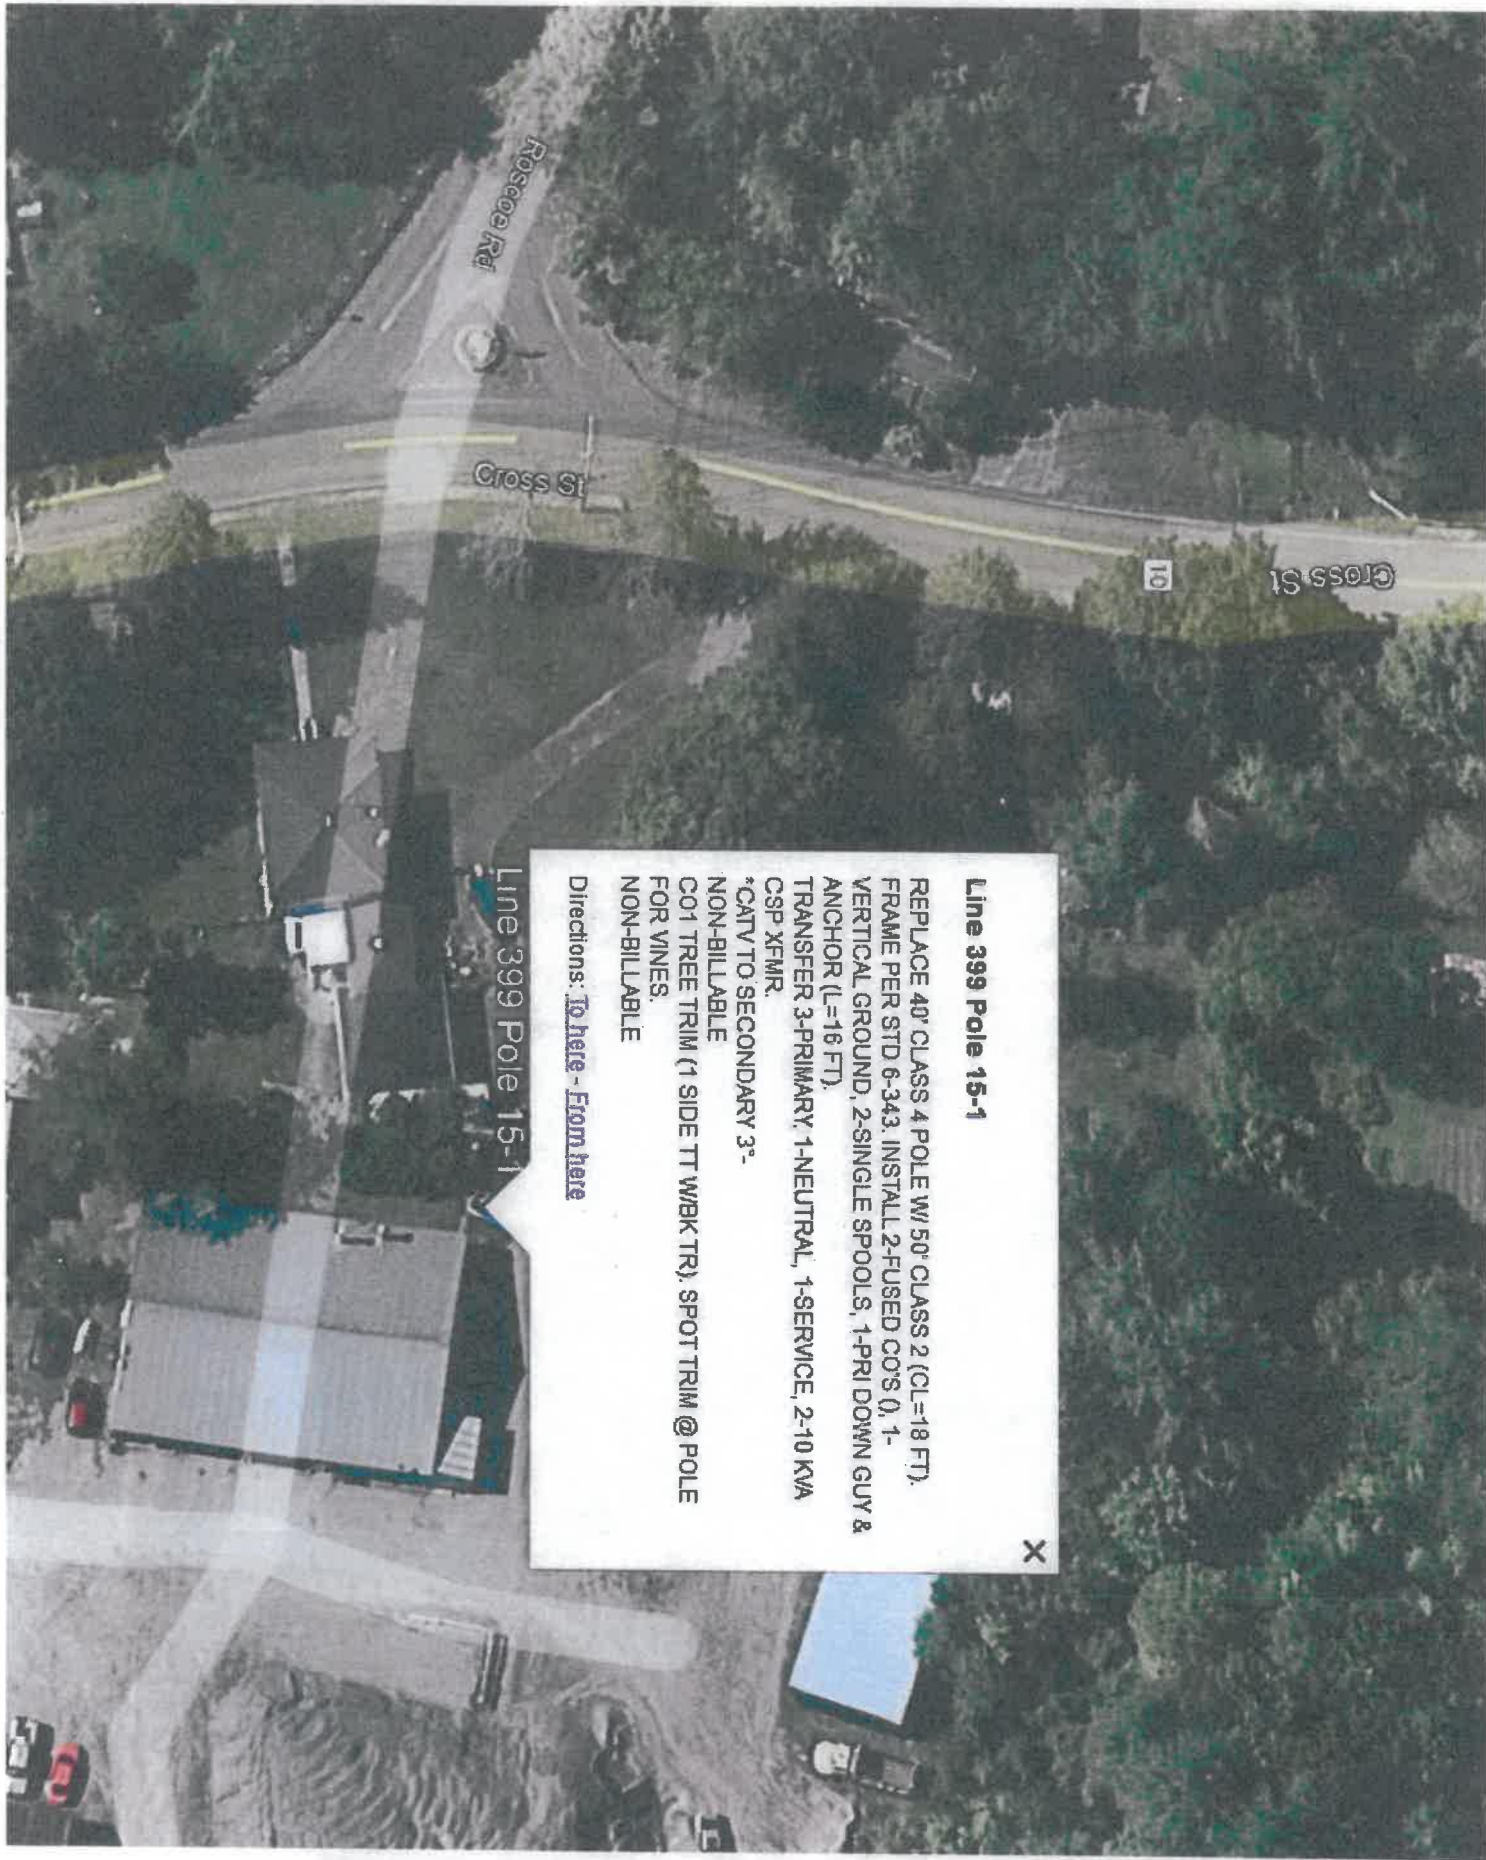 Line 399 Pole 15-1
REPLACE 40' CLASS 4 POLE W/ 50' CLASS 2 (CL=18 FT).
FRAME PER STD 6-343. INSTALL 2-FUSED CO'S (), 1-
VERTICAL GROUND, 2-SINGLE SPOOLS, 1-PRI DOWN GUY &
ANCHOR (L=16 FT).
TRANSFER 3-PRIMARY, 1-NEUTRAL, 1-SERVICE, 2-10 KVA
CSP XFMR.
*CATV TO SECONDARY 3"-
NON-BILLABLE
C01 TREE TRIM (1 SIDE TT W/BK TR). SPOT TRIM @ POLE
FOR VINES.
NON-BILLABLE
Directions: To here - From here
X
Line 399 Pole 15-1
Roscoe Rd
Cross St
Cross St
10